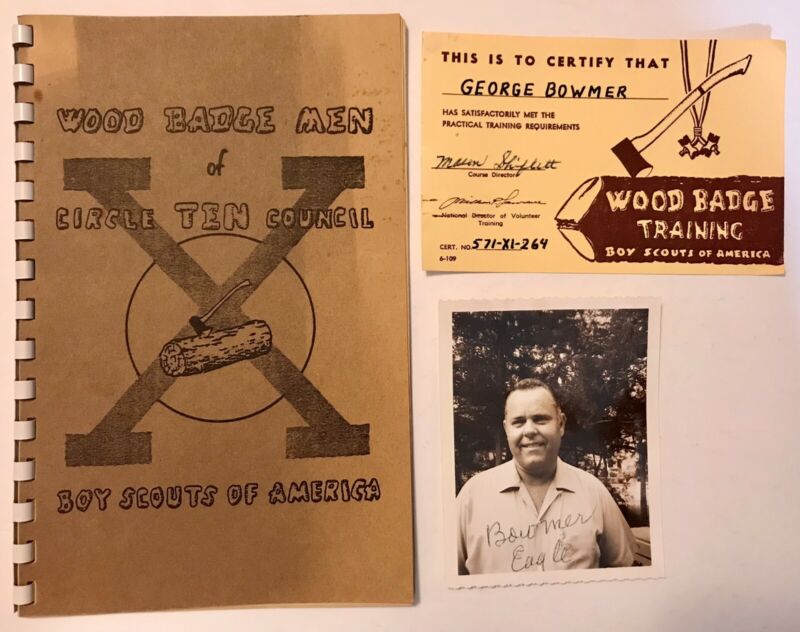 WOOD BADGE MEN
of
CIRCLE TEN COUNCIL
BOY SCOUTS OF AMERICA
THIS IS TO CERTIFY THAT
GEORGE BOWMER
HAS SATISFACTORILY MET THE
PRACTICAL TRAINING REQUIREMENTS
Mason Shiflett
Course Director
National Director of Volunteer
Training
CERT. NO. 571-XI-264
6-109
WOOD BADGE
TRAINING
BOY SCOUTS OF AMERICA
Bowmer
Eagle